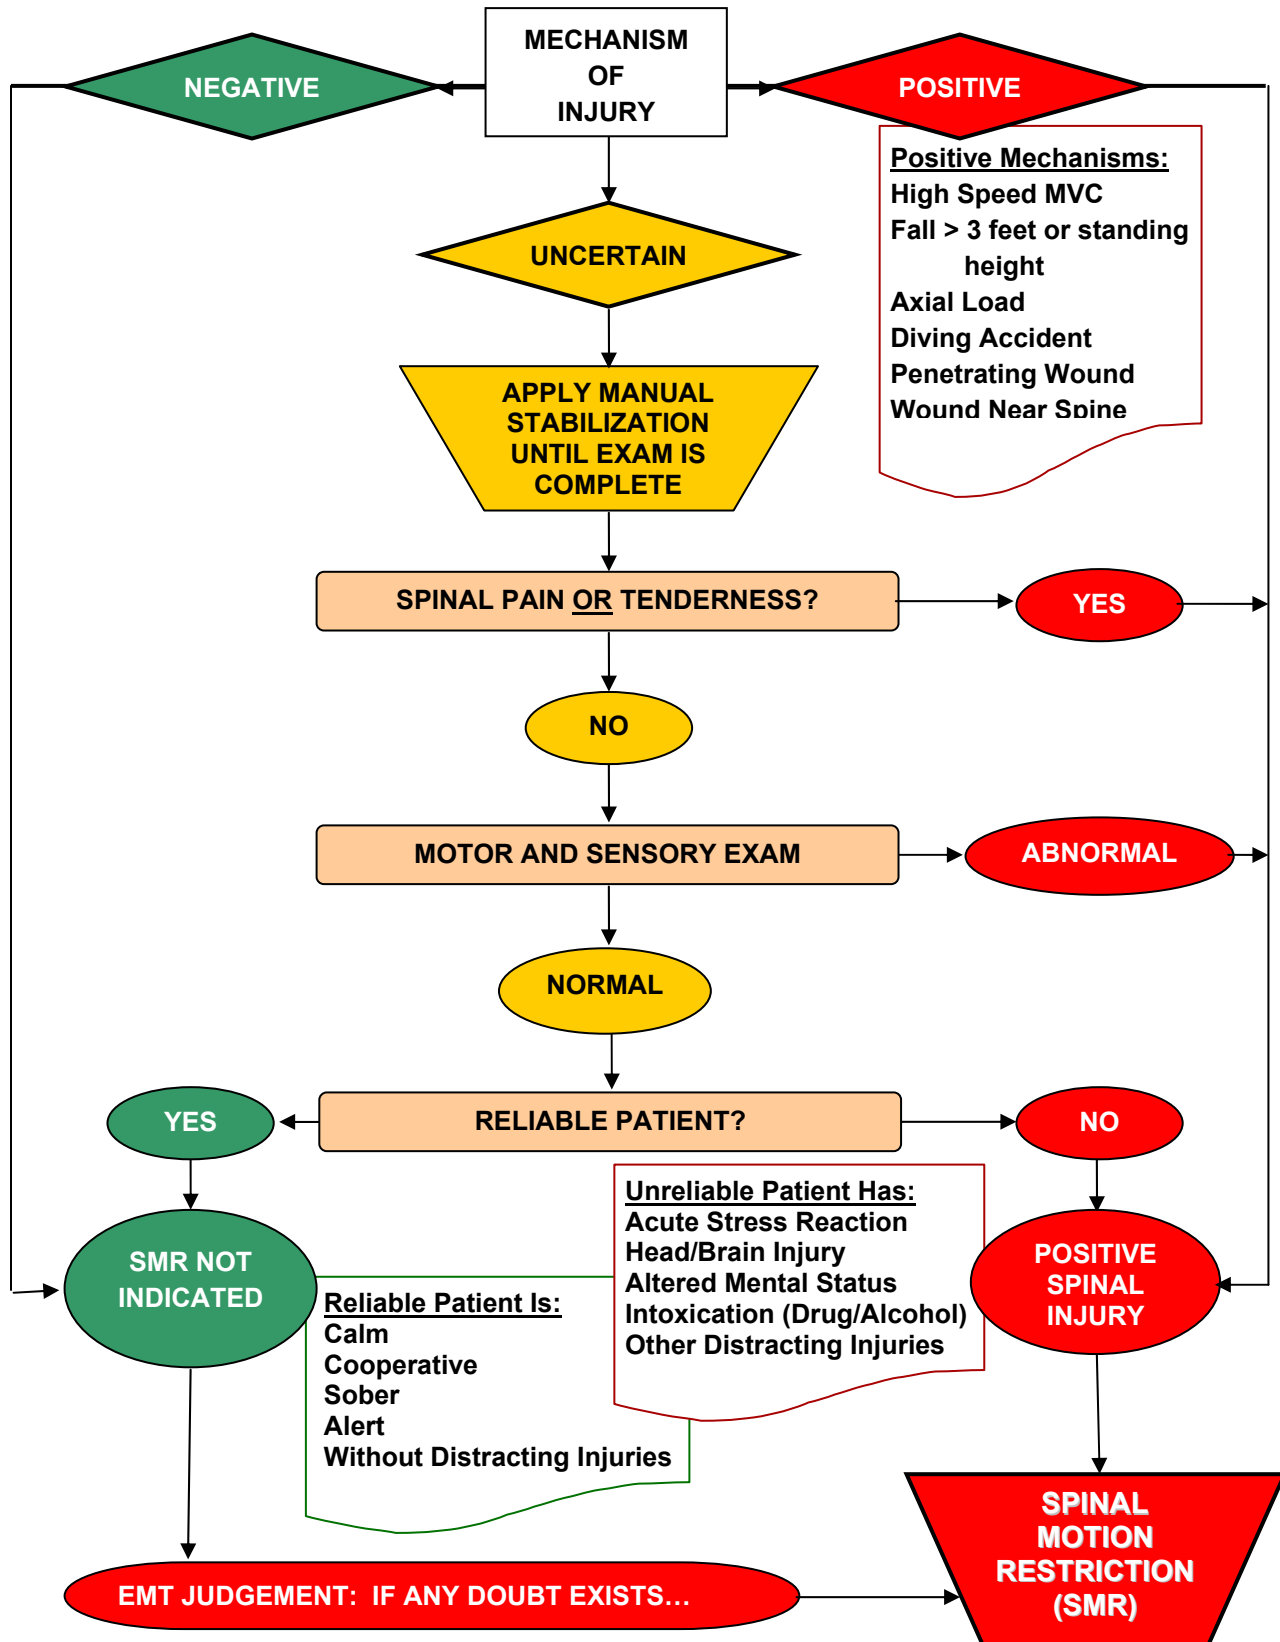 MECHANISM
OF
INJURY
NEGATIVE
POSITIVE
Positive Mechanisms:
High Speed MVC
Fall > 3 feet or standing
height
Axial Load
Diving Accident
Penetrating Wound
Wound Near Spine
UNCERTAIN
APPLY MANUAL
STABILIZATION
UNTIL EXAM IS
COMPLETE
SPINAL PAIN OR TENDERNESS?
YES
NO
MOTOR AND SENSORY EXAM
ABNORMAL
NORMAL
YES
RELIABLE PATIENT?
NO
Unreliable Patient Has:
Acute Stress Reaction
Head/Brain Injury
Altered Mental Status
Intoxication (Drug/Alcohol)
Other Distracting Injuries
SMR NOT
INDICATED
POSITIVE
SPINAL
INJURY
Reliable Patient Is:
Calm
Cooperative
Sober
Alert
Without Distracting Injuries
SPINAL
MOTION
RESTRICTION
(SMR)
EMT JUDGEMENT:  IF ANY DOUBT EXISTS…